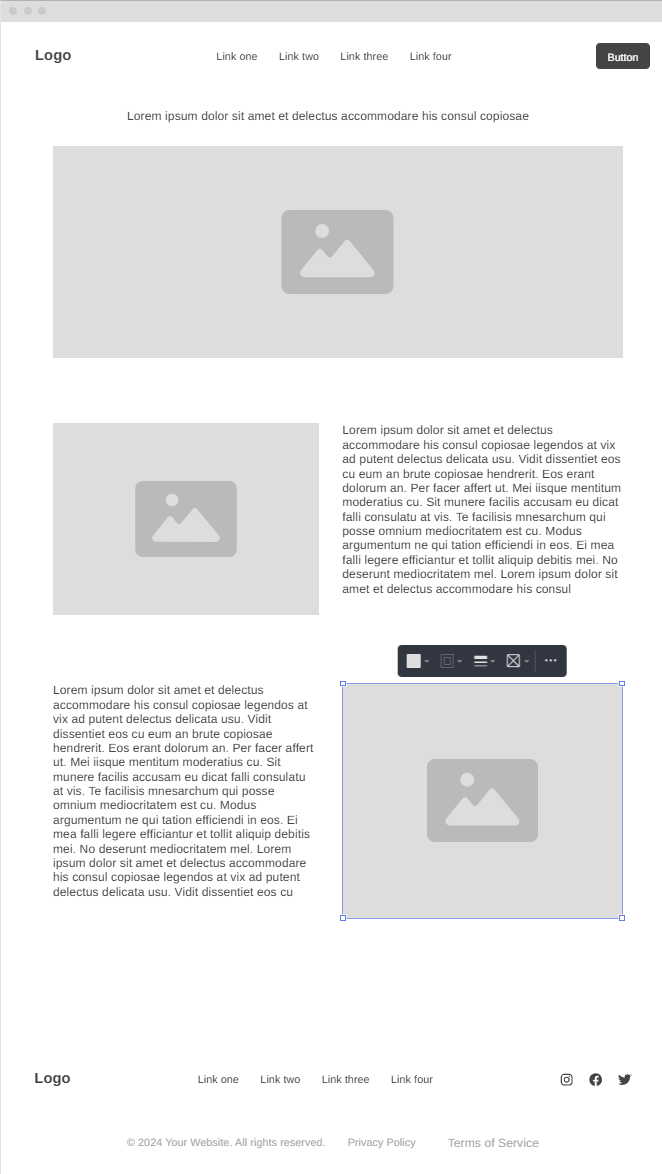 Logo
Link one
Link two
Link three
Link four
Button
Lorem ipsum dolor sit amet et delectus accommodare his consul copiosae
Lorem ipsum dolor sit amet et delectus
accommodare his consul copiosae legendos at vix
ad putent delectus delicata usu. Vidit dissentiet eos
cu eum an brute copiosae hendrerit. Eos erant
dolorum an. Per facer affert ut. Mei iisque mentitum
moderatius cu. Sit munere facilis accusam eu dicat
falli consulatu at vis. Te facilisis mnesarchum qui
posse omnium mediocritatem est cu. Modus
argumentum ne qui tation efficiendi in eos. Ei mea
falli legere efficiantur et tollit aliquip debitis mei. No
deserunt mediocritatem mel. Lorem ipsum dolor sit
amet et delectus accommodare his consul
Lorem ipsum dolor sit amet et delectus
accommodare his consul copiosae legendos at
vix ad putent delectus delicata usu. Vidit
dissentiet eos cu eum an brute copiosae
hendrerit. Eos erant dolorum an. Per facer affert
ut. Mei iisque mentitum moderatius cu. Sit
munere facilis accusam eu dicat falli consulatu
at vis. Te facilisis mnesarchum qui posse
omnium mediocritatem est cu. Modus
argumentum ne qui tation efficiendi in eos. Ei
mea falli legere efficiantur et tollit aliquip debitis
mei. No deserunt mediocritatem mel. Lorem
ipsum dolor sit amet et delectus accommodare
his consul copiosae legendos at vix ad putent
delectus delicata usu. Vidit dissentiet eos cu
Logo
Link one
Link two
Link three
Link four
© 2024 Your Website. All rights reserved.
Privacy Policy
Terms of Service